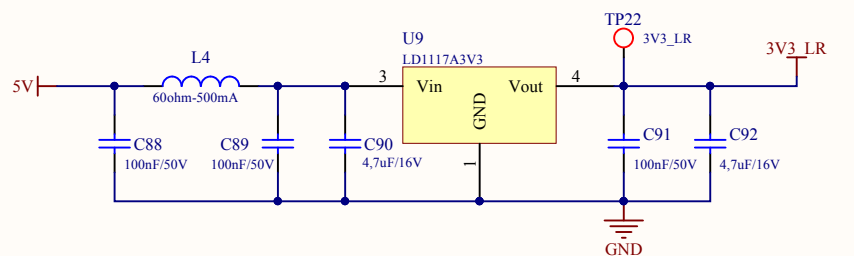 TP22
3V3_LR
3V3_LR
U9
LD1117A3V3
L4
60ohm-500mA
5V
3
Vin
Vout
4
GND
1
C88
100nF/50V
C89
100nF/50V
C90
4,7uF/16V
C91
100nF/50V
C92
4,7uF/16V
GND